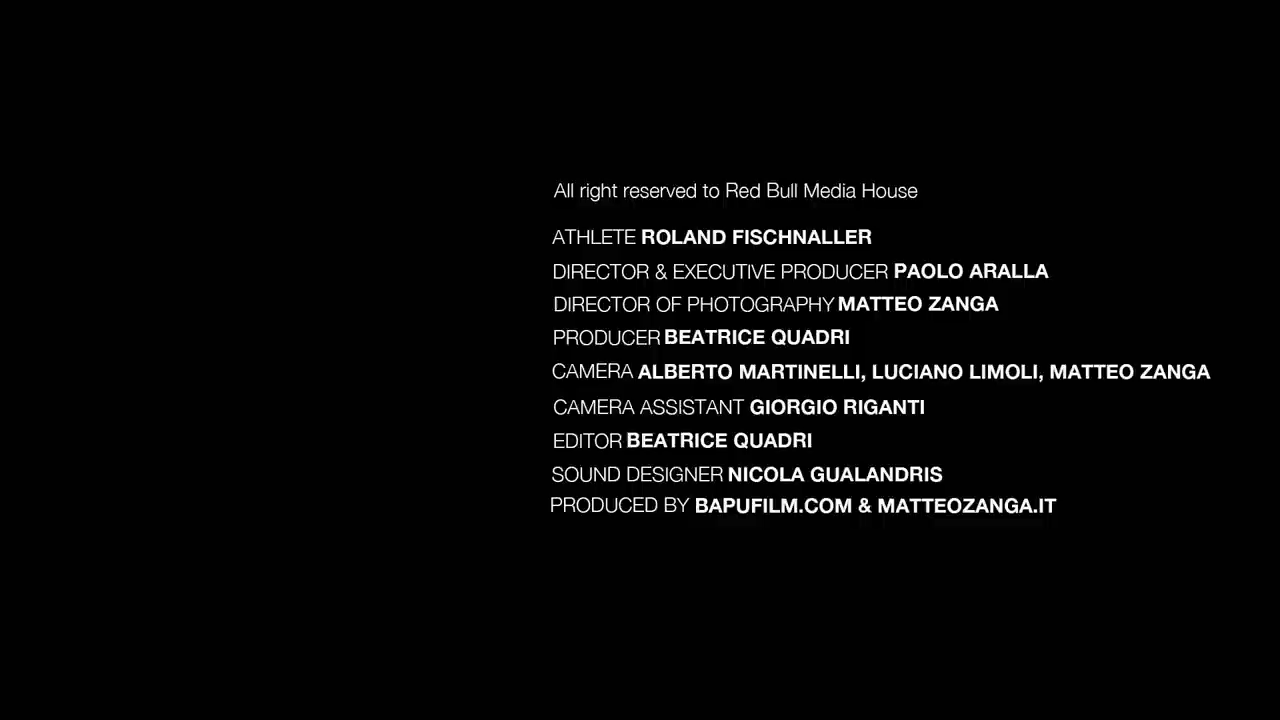 All right reserved to Red Bull Media House
ATHLETE ROLAND FISCHNALLER
DIRECTOR & EXECUTIVE PRODUCER PAOLO ARALLA
DIRECTOR OF PHOTOGRAPHY MATTEO ZANGA
PRODUCER BEATRICE QUADRI
CAMERA ALBERTO MARTINELLI, LUCIANO LIMOLI, MATTEO ZANGA
CAMERA ASSISTANT GIORGIO RIGANTI
EDITOR BEATRICE QUADRI
SOUND DESIGNER NICOLA GUALANDRIS
PRODUCED BY BAPUFILM.COM & MATTEOZANGA.IT